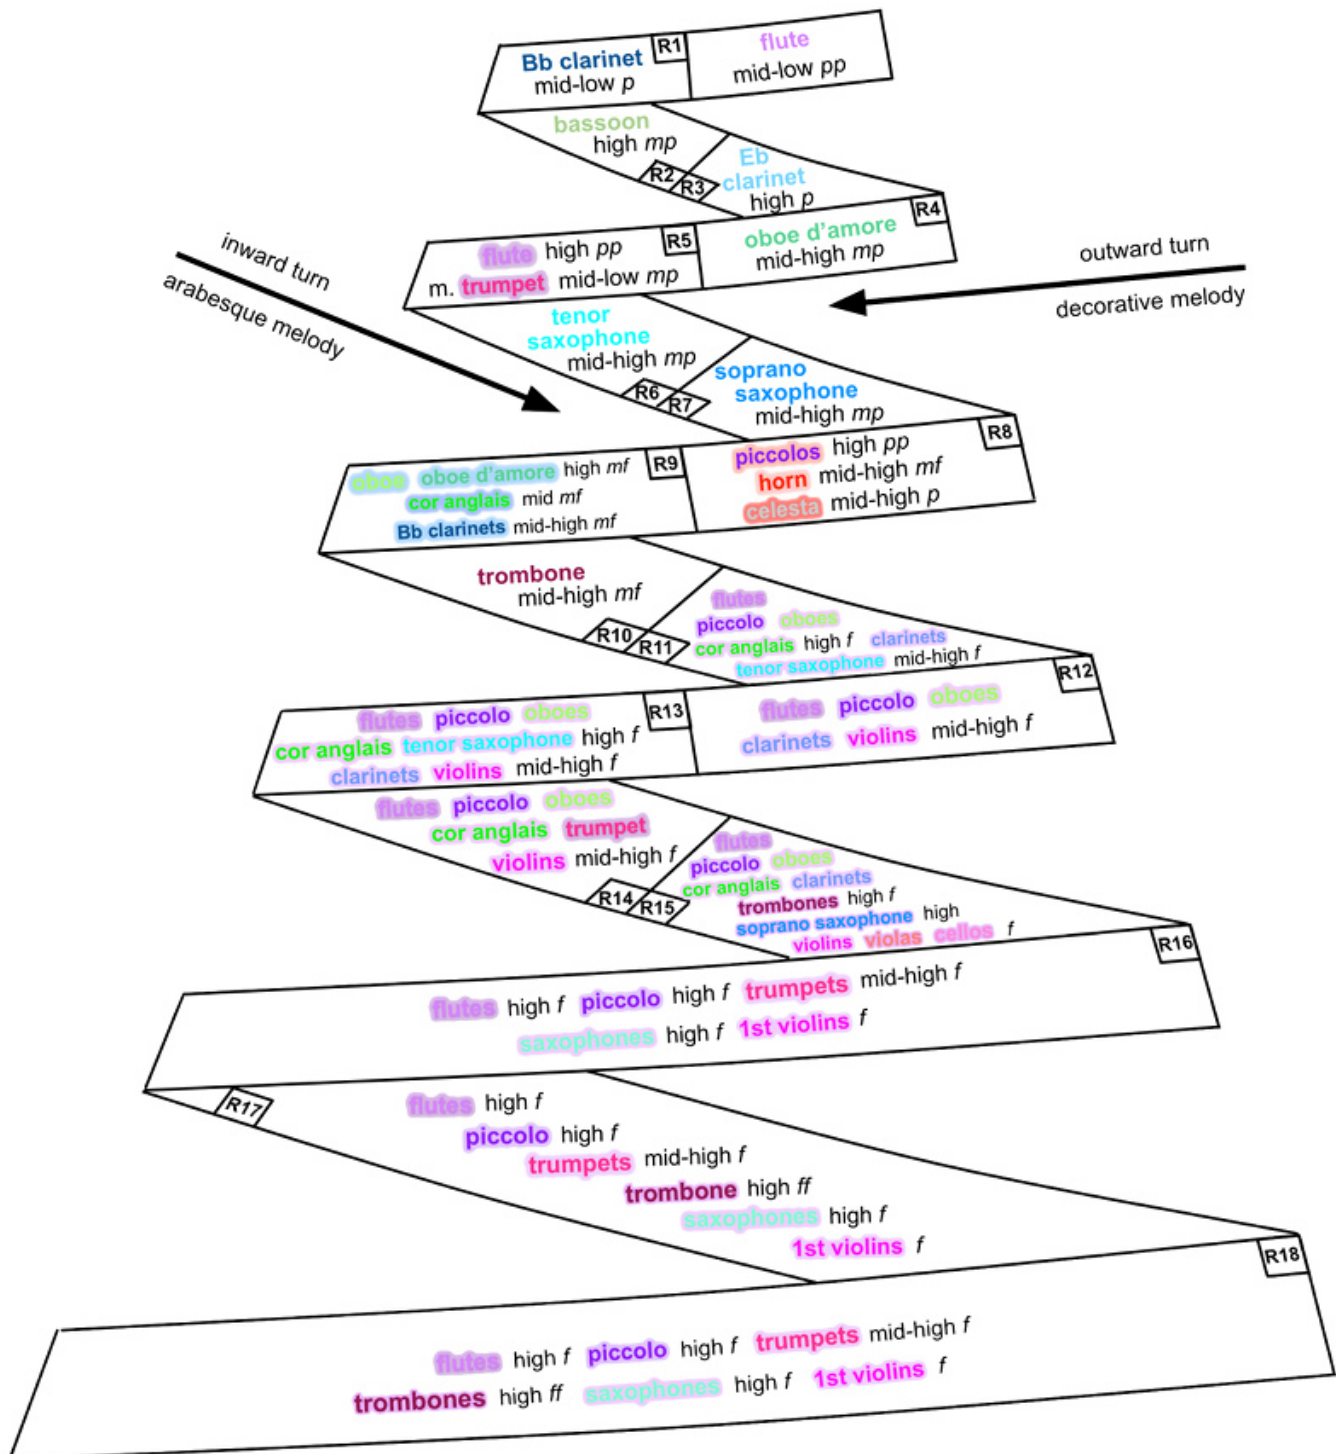 Bb clarinet
mid-low p
R1
flute
mid-low pp
bassoon
high mp
R2
R3
Eb
clarinet
high p
R4
flute high pp
m. trumpet mid-low mp
R5
oboe d'amore
mid-high mp
inward turn
arabesque melody
outward turn
decorative melody
tenor
saxophone
mid-high mp
R6
R7
soprano
saxophone
mid-high mp
R8
oboe oboe d'amore high mf
cor anglais mid mf
Bb clarinets mid-high mf
R9
piccolos high pp
horn mid-high mf
celesta mid-high p
trombone
mid-high mf
R10
R11
flutes
piccolo oboes
cor anglais high f clarinets
tenor saxophone mid-high f
R12
flutes piccolo oboes
cor anglais tenor saxophone high f
clarinets violins mid-high f
R13
flutes piccolo oboes
clarinets violins mid-high f
flutes piccolo oboes
cor anglais trumpet
violins mid-high f
R14
R15
flutes
piccolo oboes
cor anglais clarinets
trombones high f
soprano saxophone high
violins violas cellos f
R16
flutes high f piccolo high f trumpets mid-high f
saxophones high f 1st violins f
R17
flutes high f
piccolo high f
trumpets mid-high f
trombone high ff
saxophones high f
1st violins f
R18
flutes high f piccolo high f trumpets mid-high f
trombones high ff saxophones high f 1st violins f